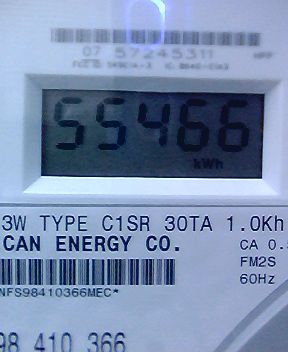 07 57245311
55466
kWh
3W TYPE C1SR 30TA 1.0Kh
CAN ENERGY CO.
CA 0.
FM2S
60Hz
NFS98410366MEC*
98 410 366